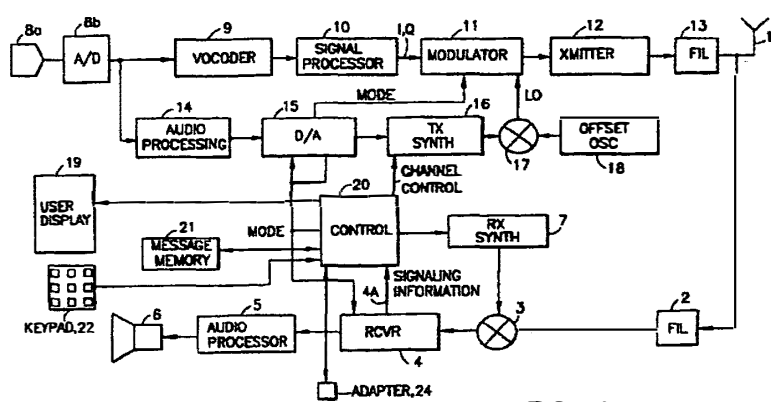 8a
8b
A/D
9
VOCODER
10
SIGNAL
PROCESSOR
I,Q
11
MODULATOR
12
XMITTER
13
FIL
1
14
AUDIO
PROCESSING
15
D/A
MODE
16
TX
SYNTH
LO
17
OFFSET
OSC
18
19
USER
DISPLAY
20
CONTROL
CHANNEL
CONTROL
MODE
21
MESSAGE
MEMORY
RX
SYNTH
7
KEYPAD,22
4A
SIGNALING
INFORMATION
6
5
AUDIO
PROCESSOR
RCVR
4
3
2
FIL
ADAPTER,24